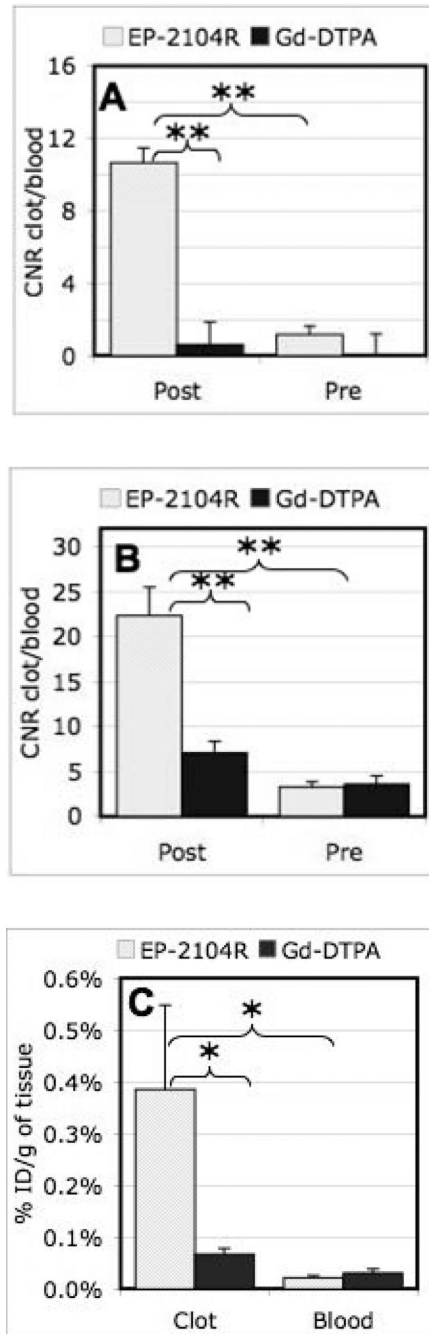 EP-2104R Gd-DTPA
A
**
**
CNR clot/blood
16
12
8
4
0
Post Pre
EP-2104R Gd-DTPA
B
**
**
CNR clot/blood
30
25
20
15
10
5
0
Post Pre
EP-2104R Gd-DTPA
C
*
*
% ID/g of tissue
0.6%
0.5%
0.4%
0.3%
0.2%
0.1%
0.0%
Clot Blood